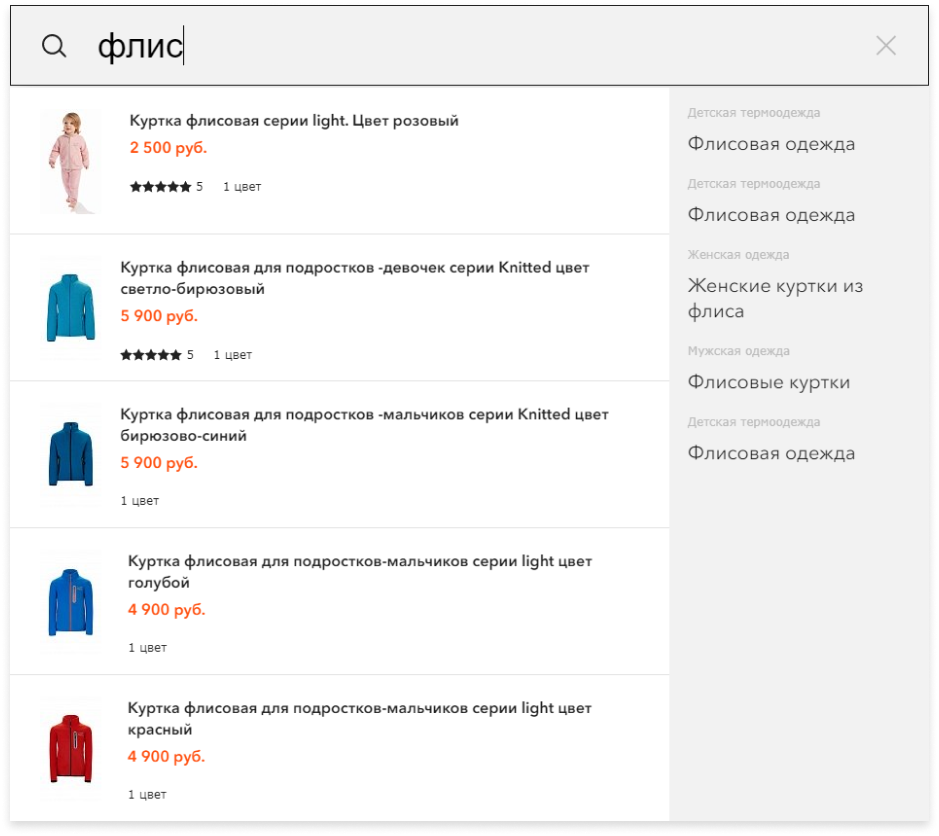 флис
Куртка флисовая серии light. Цвет розовый
2 500 руб.
5 1 цвет
Куртка флисовая для подростков -девочек серии Knitted цвет
светло-бирюзовый
5 900 руб.
5 1 цвет
Куртка флисовая для подростков -мальчиков серии Knitted цвет
бирюзово-синий
5 900 руб.
1 цвет
Куртка флисовая для подростков-мальчиков серии light цвет
голубой
4 900 руб.
1 цвет
Куртка флисовая для подростков-мальчиков серии light цвет
красный
4 900 руб.
1 цвет
Детская термоодежда
Флисовая одежда
Детская термоодежда
Флисовая одежда
Женская одежда
Женские куртки из
флиса
Мужская одежда
Флисовые куртки
Детская термоодежда
Флисовая одежда